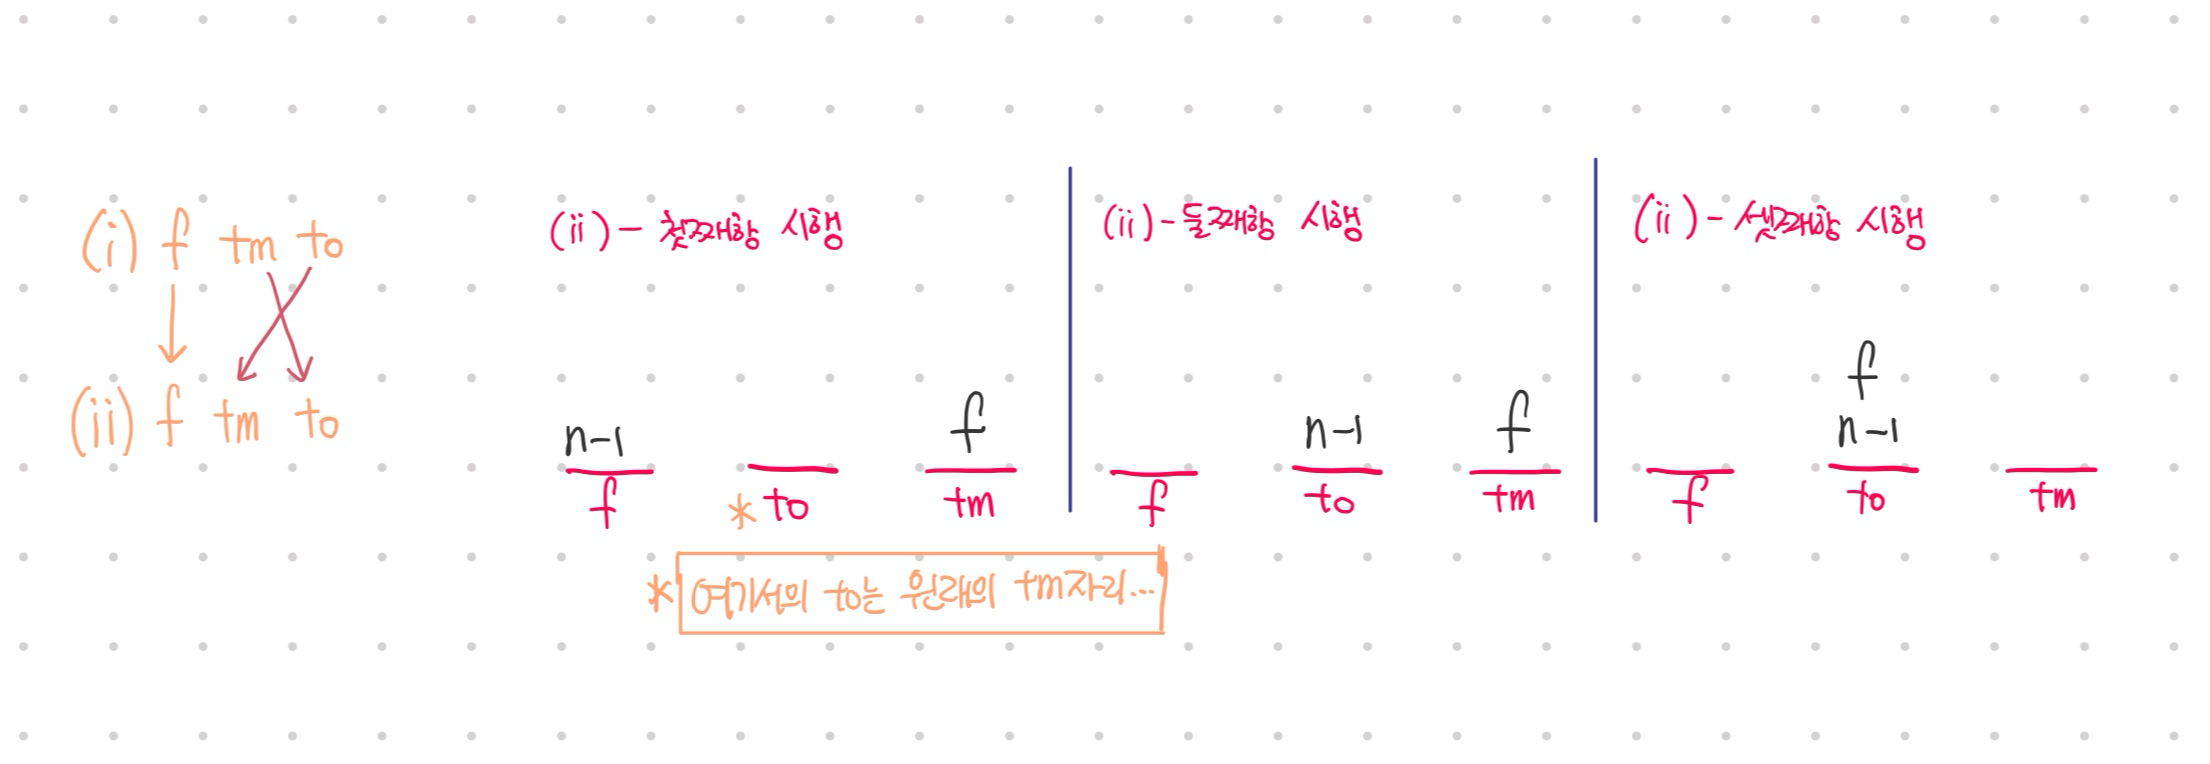 (i) f tm to
(ii) f tm to
(ii) - 첫째항 시행
n-1 f
f * to tm
* 여기서의 to는 원래의 tm자리...
(ii) - 둘째항 시행
n-1 f
f to tm
(ii) - 셋째항 시행
f
n-1
f to tm